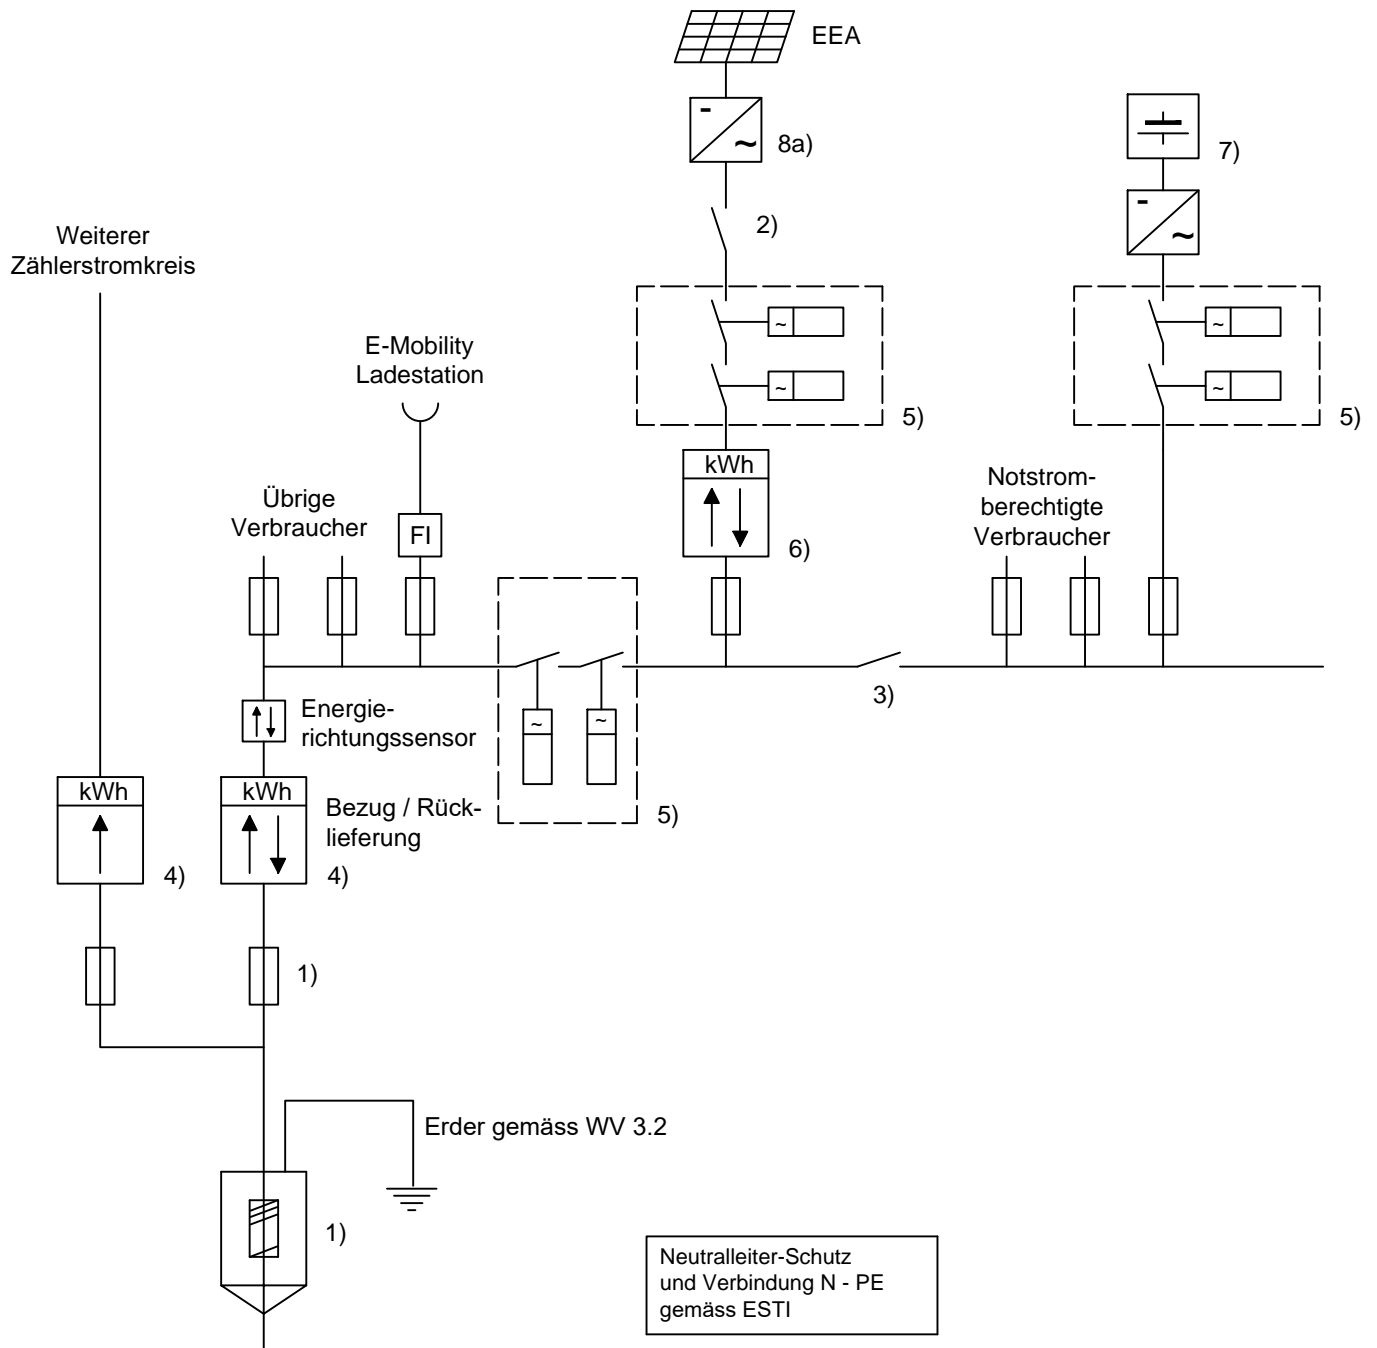 EEA
-
~
8a)
7)
-
~
2)
Weiterer
Zählerstromkreis
~
~
5)
~
~
5)
E-Mobility
Ladestation
kWh
6)
Notstrom-
berechtigte
Verbraucher
Übrige
Verbraucher
FI
3)
Energie-
richtungssensor
~
~
5)
kWh
4)
kWh
Bezug / Rück-
lieferung
4)
1)
Erder gemäss WV 3.2
1)
Neutralleiter-Schutz
und Verbindung N - PE
gemäss ESTI